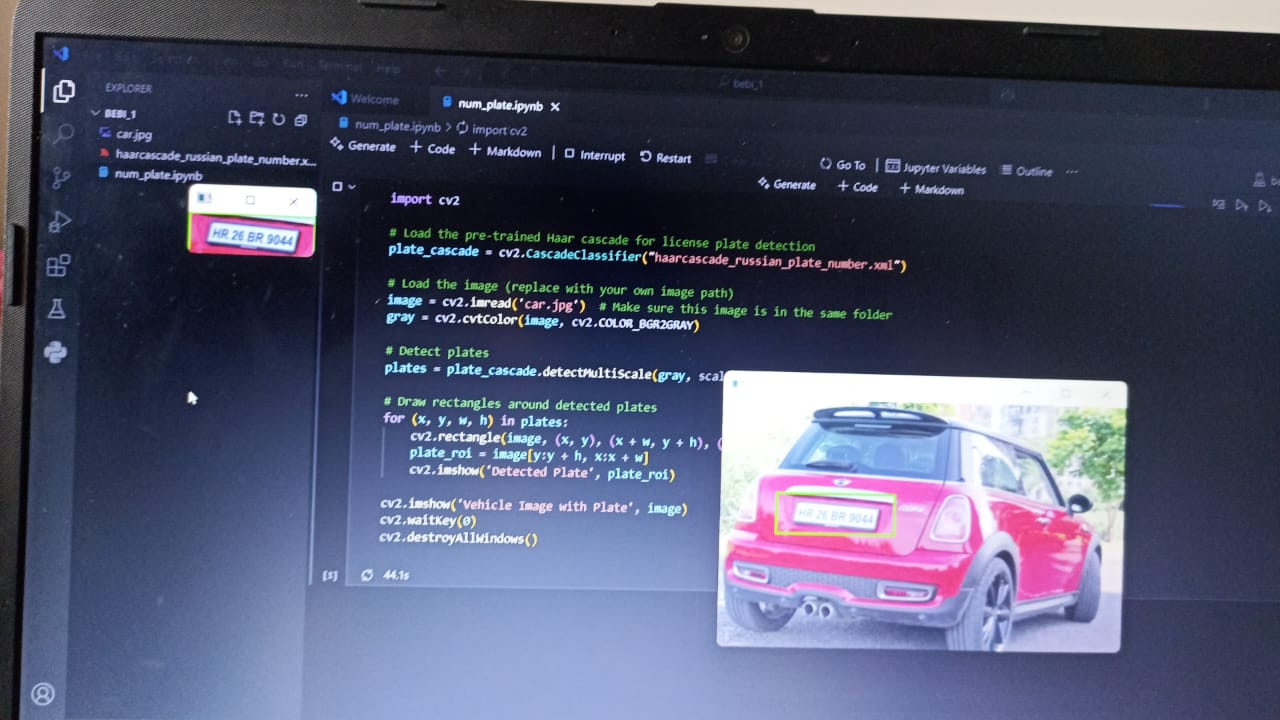 bebi_1
EXPLORER
...
BEBI_1
car.jpg
haarcascade_russian_plate_number.x...
num_plate.ipynb
Welcome
num_plate.ipynb
num_plate.ipynb > import cv2
Generate + Code + Markdown | Interrupt Restart
Go To | Jupyter Variables Outline ...
Generate + Code + Markdown
HR 26 BR 9044
import cv2
# Load the pre-trained Haar cascade for license plate detection
plate_cascade = cv2.CascadeClassifier("haarcascade_russian_plate_number.xml")
# Load the image (replace with your own image path)
image = cv2.imread('car.jpg') # Make sure this image is in the same folder
gray = cv2.cvtColor(image, cv2.COLOR_BGR2GRAY)
# Detect plates
plates = plate_cascade.detectMultiScale(gray, scal
# Draw rectangles around detected plates
for (x, y, w, h) in plates:
cv2.rectangle(image, (x, y), (x + w, y + h), (
plate_roi = image[y:y + h, x:x + w]
cv2.imshow('Detected Plate', plate_roi)
cv2.imshow('Vehicle Image with Plate', image)
cv2.waitKey(0)
cv2.destroyAllWindows()
[1] 44.1s
HR 26 BR 9044